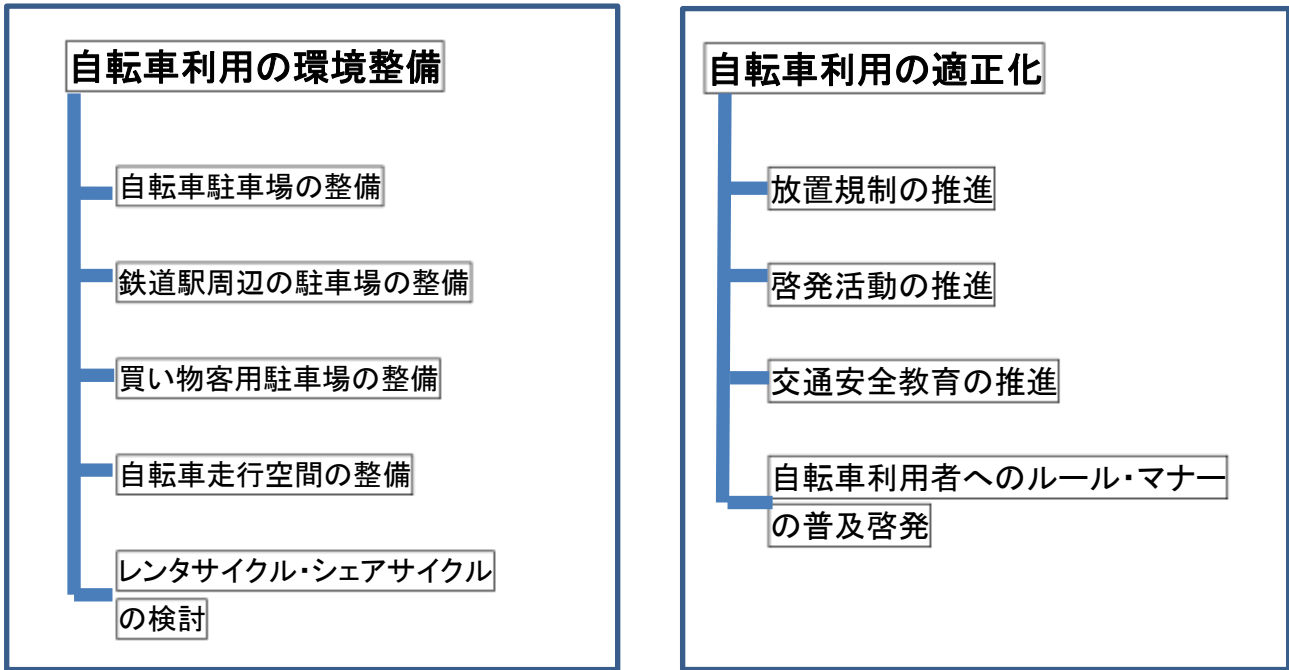 自転車利用の環境整備
自転車駐車場の整備
鉄道駅周辺の駐車場の整備
買い物客用駐車場の整備
自転車走行空間の整備
レンタサイクル・シェアサイクル
の検討
自転車利用の適正化
放置規制の推進
啓発活動の推進
交通安全教育の推進
自転車利用者へのルール・マナー
の普及啓発